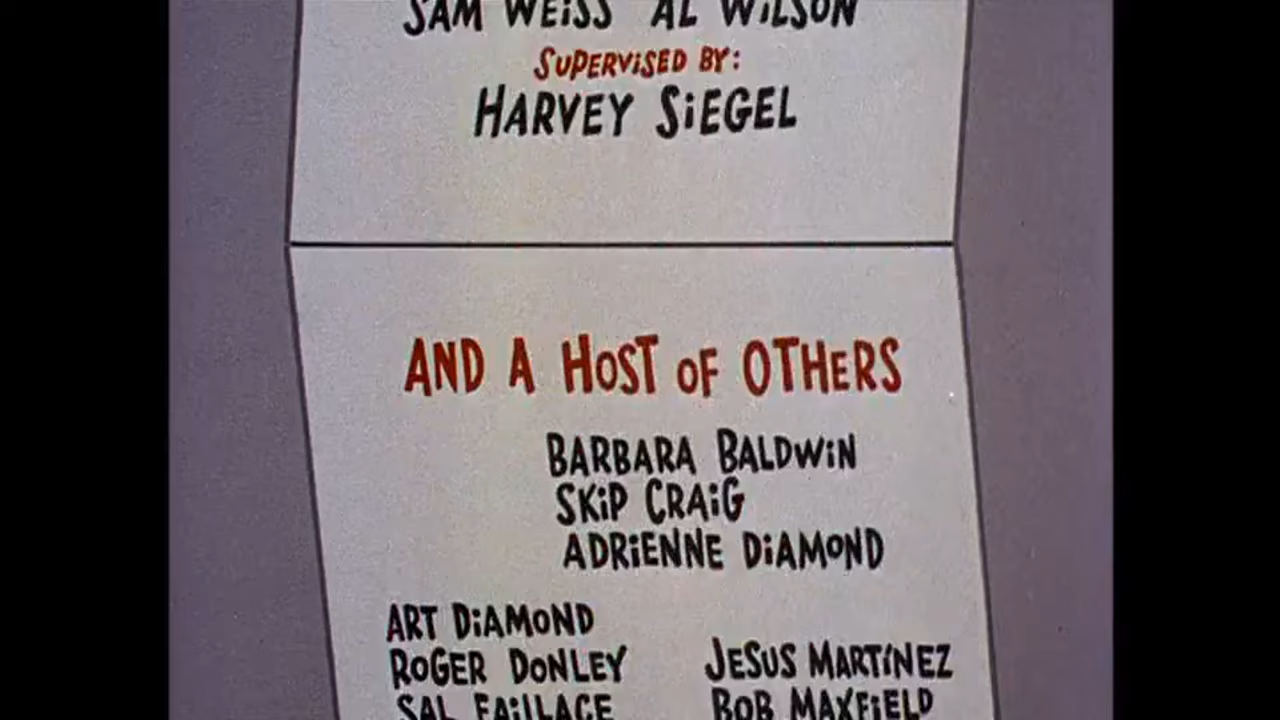 SAM WEiSS AL WiLSON
SUPERViSED BY:
HARVEY SiEGEL
AND A HOST OF OTHERS
BARBARA BALDWiN
SKiP CRAiG
ADRiENNE DiAMOND
ART DiAMOND
ROGER DONLEY JESUS MARTíNEZ
SAL FAiLLACE BOB MAXFiELD